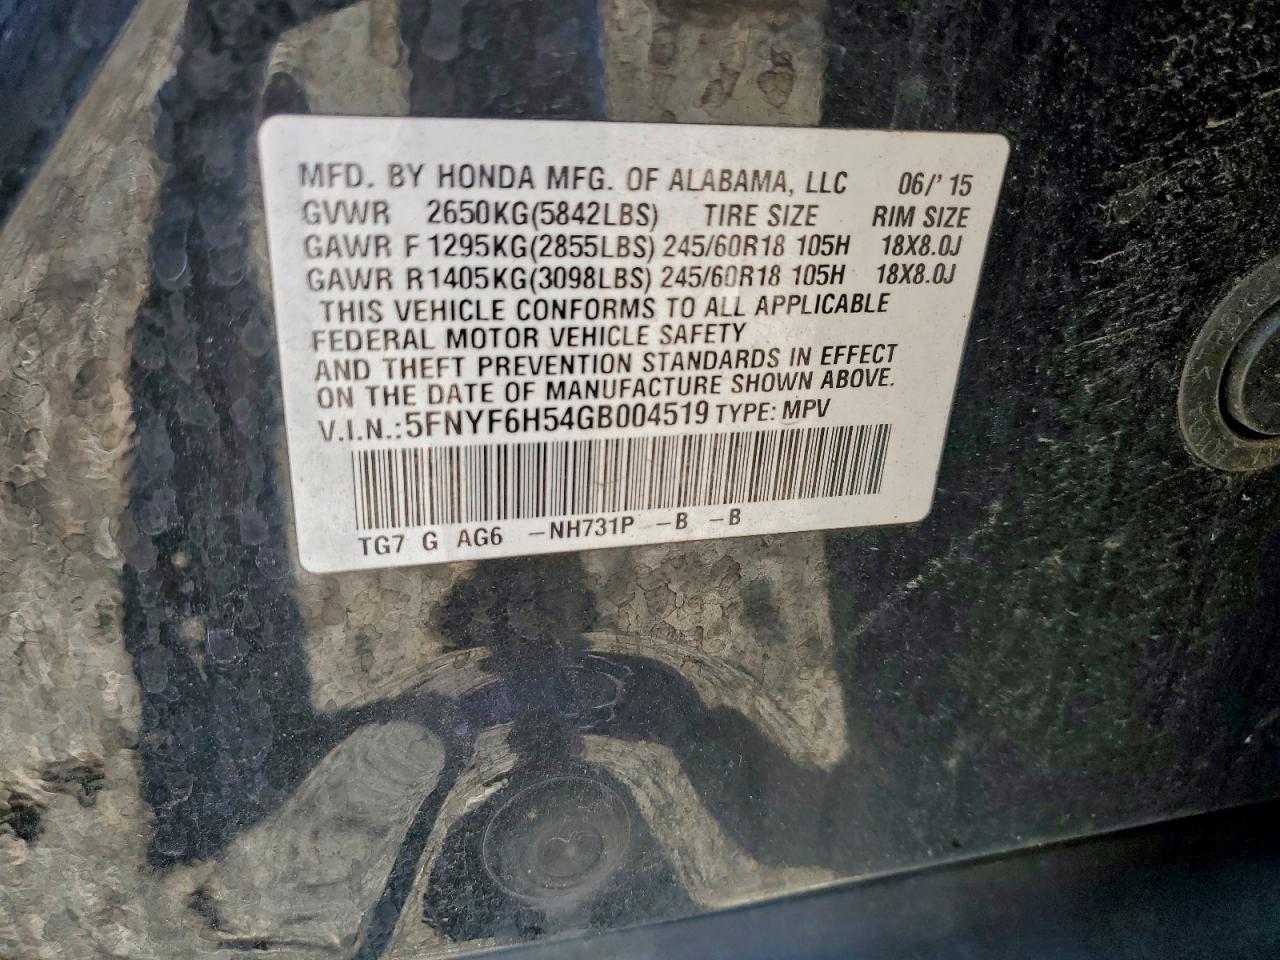 MFD. BY HONDA MFG. OF ALABAMA, LLC 06/' 15
GVWR 2650KG(5842LBS) TIRE SIZE RIM SIZE
GAWR F 1295KG(2855LBS) 245/60R18 105H 18X8.0J
GAWR R1405KG(3098LBS) 245/60R18 105H 18X8.0J
THIS VEHICLE CONFORMS TO ALL APPLICABLE
FEDERAL MOTOR VEHICLE SAFETY
AND THEFT PREVENTION STANDARDS IN EFFECT
ON THE DATE OF MANUFACTURE SHOWN ABOVE.
V.I.N.:5FNYF6H54GB004519 TYPE: MPV
TG7 G AG6 -NH731P -B -B